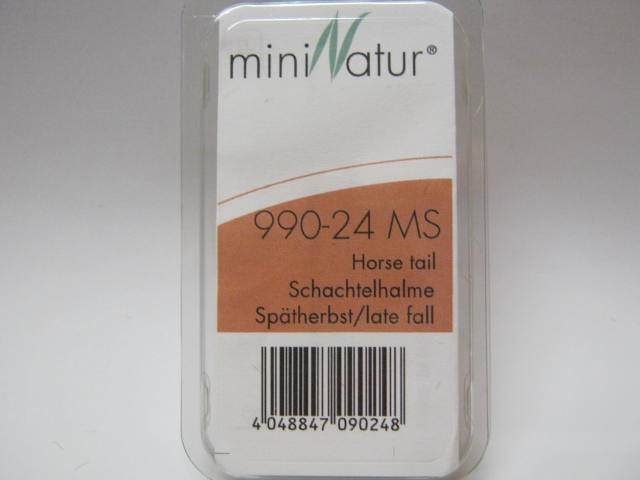 miniNatur®
990-24 MS
Horse tail
Schachtelhalme
Spätherbst/late fall
4 048847 090248